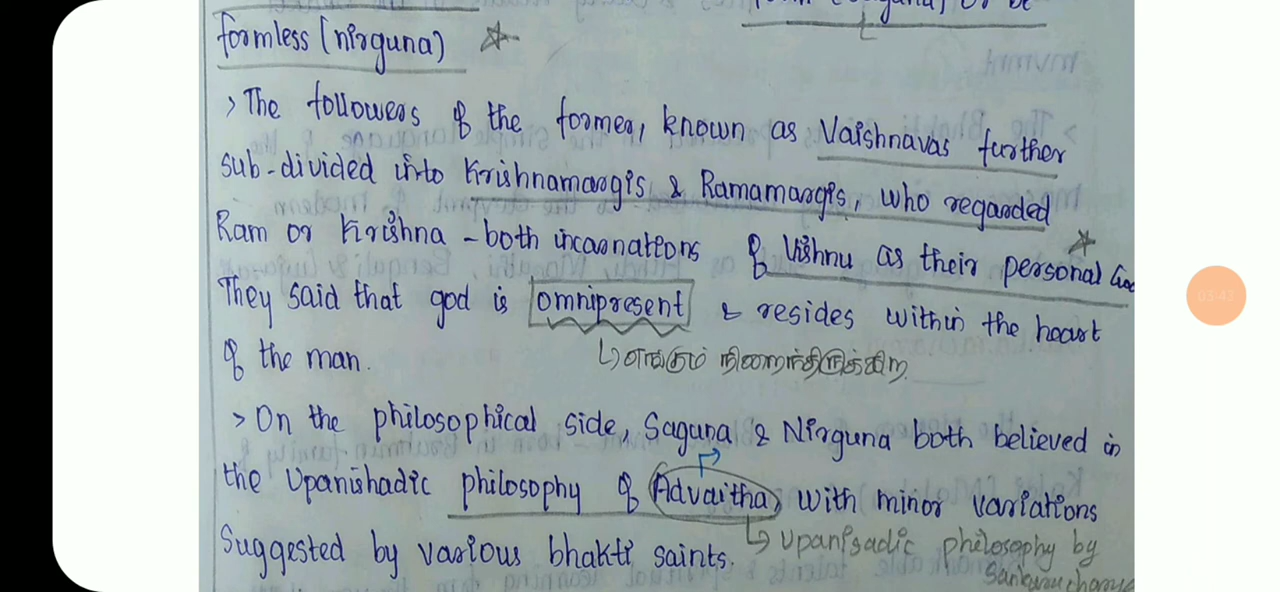 formless (nirguna)
> The followers of the former, known as Vaishnavas further
sub-divided into Krishnamargis & Ramamargis, who regarded
Ram or Krishna - both incarnations of Vishnu as their personal
They said that god is omnipresent & resides within the heart
of the man.
எங்கும் நிறைந்திருக்கிற
> On the philosophical side, Saguna & Nirguna both believed in
the Upanishadic philosophy of Advaitha, with minor variations
Suggested by various bhakti saints.
Upanisadic philosophy by
03:43